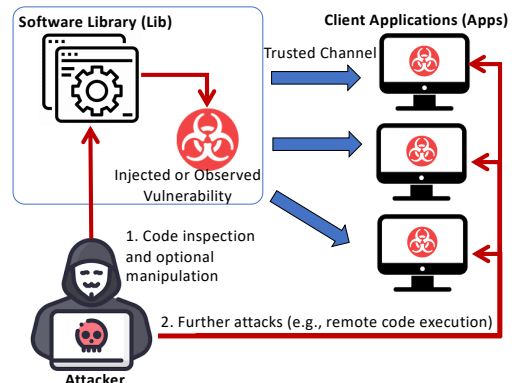 Software Library (Lib)
Client Applications (Apps)
Trusted Channel
Injected or Observed
Vulnerability
1. Code inspection
and optional
manipulation
2. Further attacks (e.g., remote code execution)
Attacker